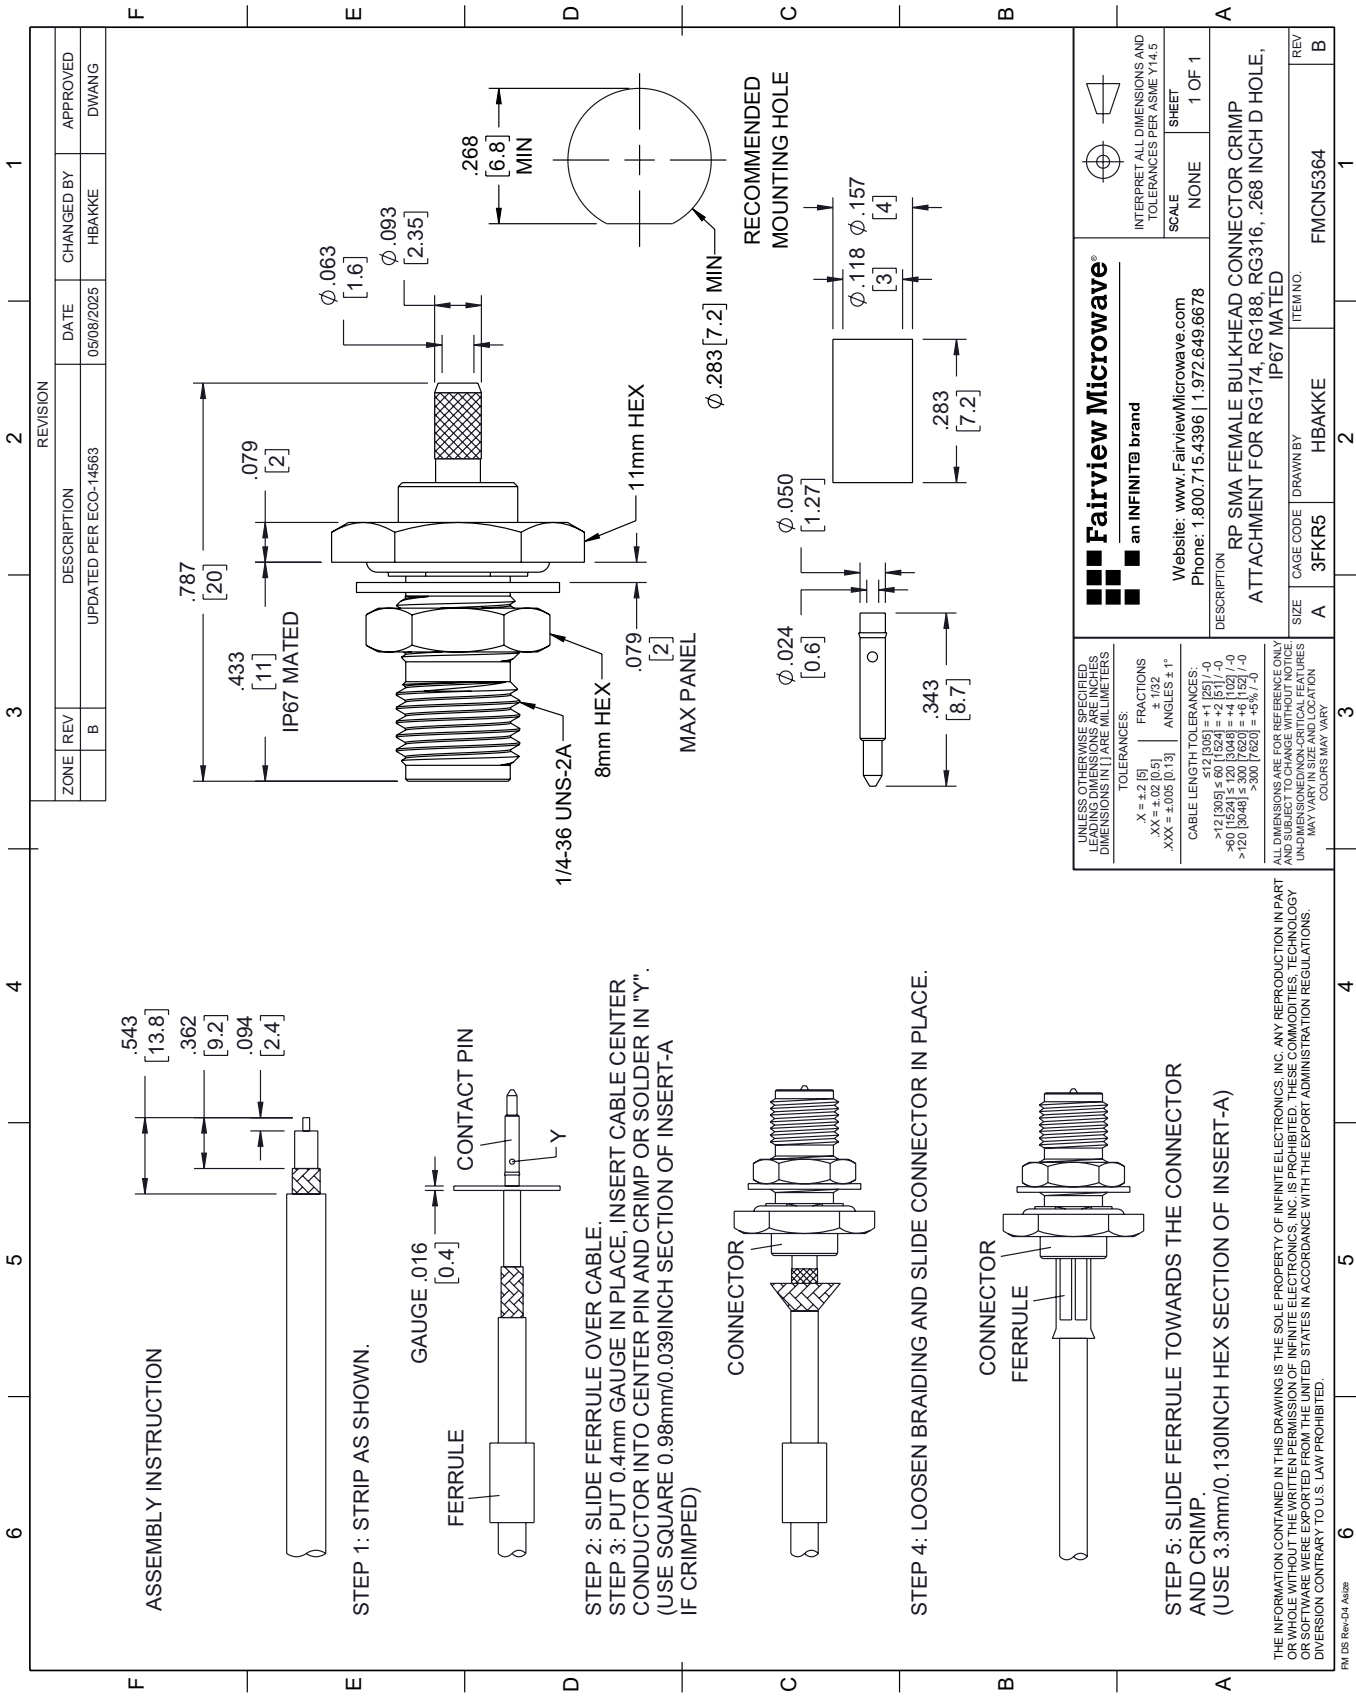 REVISION
ZONE REV DESCRIPTION DATE CHANGED BY APPROVED
B UPDATED PER ECO-14563 05/08/2025 HBAKKE DWANG
6 5 4 3 2 1
F
E
D
C
B
A
ASSEMBLY INSTRUCTION
.543
[13.8]
.362
[9.2]
.094
[2.4]
STEP 1: STRIP AS SHOWN.
GAUGE .016
[0.4]
CONTACT PIN
FERRULE
Y
STEP 2: SLIDE FERRULE OVER CABLE.
STEP 3: PUT 0.4mm GAUGE IN PLACE, INSERT CABLE CENTER
CONDUCTOR INTO CENTER PIN AND CRIMP OR SOLDER IN "Y".
(USE SQUARE 0.98mm/0.039INCH SECTION OF INSERT-A
IF CRIMPED)
CONNECTOR
STEP 4: LOOSEN BRAIDING AND SLIDE CONNECTOR IN PLACE.
CONNECTOR
FERRULE
STEP 5: SLIDE FERRULE TOWARDS THE CONNECTOR
AND CRIMP.
(USE 3.3mm/0.130INCH HEX SECTION OF INSERT-A)
.787
[20]
.433
[11]
IP67 MATED
.079
[2]
⌀.063
[1.6]
⌀.093
[2.35]
1/4-36 UNS-2A
8mm HEX
.079
[2]
MAX PANEL
11mm HEX
.268
[6.8]
MIN
⌀.283 [7.2] MIN
RECOMMENDED
MOUNTING HOLE
⌀.024
[0.6]
⌀.050
[1.27]
.343
[8.7]
.283
[7.2]
⌀.118
[3]
⌀.157
[4]
UNLESS OTHERWISE SPECIFIED
LEADING DIMENSIONS ARE INCHES
DIMENSIONS IN [ ] ARE MILLIMETERS
TOLERANCES:
.X = ±.2 [5] FRACTIONS
.XX = ±.02 [0.5] ± 1/32
.XXX = ±.005 [0.13] ANGLES ± 1°
CABLE LENGTH TOLERANCES:
≤12 [305] = +1 [25] / -0
>12 [305] ≤ 60 [1524] = +2 [51] / -0
>60 [1524] ≤ 120 [3048] = +4 [102] / -0
>120 [3048] ≤ 300 [7620] = +6 [152] / -0
>300 [7620] = +5% / -0
ALL DIMENSIONS ARE FOR REFERENCE ONLY
AND SUBJECT TO CHANGE WITHOUT NOTICE.
UN-DIMENSIONED/NON-CRITICAL FEATURES
MAY VARY IN SIZE AND LOCATION
COLORS MAY VARY
Fairview Microwave®
an INFINIT® brand
Website: www.FairviewMicrowave.com
Phone: 1.800.715.4396 | 1.972.649.6678
INTERPRET ALL DIMENSIONS AND
TOLERANCES PER ASME Y14.5
SCALE NONE
SHEET 1 OF 1
DESCRIPTION
RP SMA FEMALE BULKHEAD CONNECTOR CRIMP
ATTACHMENT FOR RG174, RG188, RG316, .268 INCH D HOLE,
IP67 MATED
SIZE A
CAGE CODE 3FKR5
DRAWN BY HBAKKE
ITEM NO. FMCN5364
REV B
THE INFORMATION CONTAINED IN THIS DRAWING IS THE SOLE PROPERTY OF INFINITE ELECTRONICS, INC. ANY REPRODUCTION IN PART
OR WHOLE WITHOUT THE WRITTEN PERMISSION OF INFINITE ELECTRONICS, INC. IS PROHIBITED. THESE COMMODITIES, TECHNOLOGY
OR SOFTWARE WERE EXPORTED FROM THE UNITED STATES IN ACCORDANCE WITH THE EXPORT ADMINISTRATION REGULATIONS.
DIVERSION CONTRARY TO U.S. LAW PROHIBITED.
6 5 4 3 2 1
F
E
D
C
B
A
FM DS Rev-D4 Asize